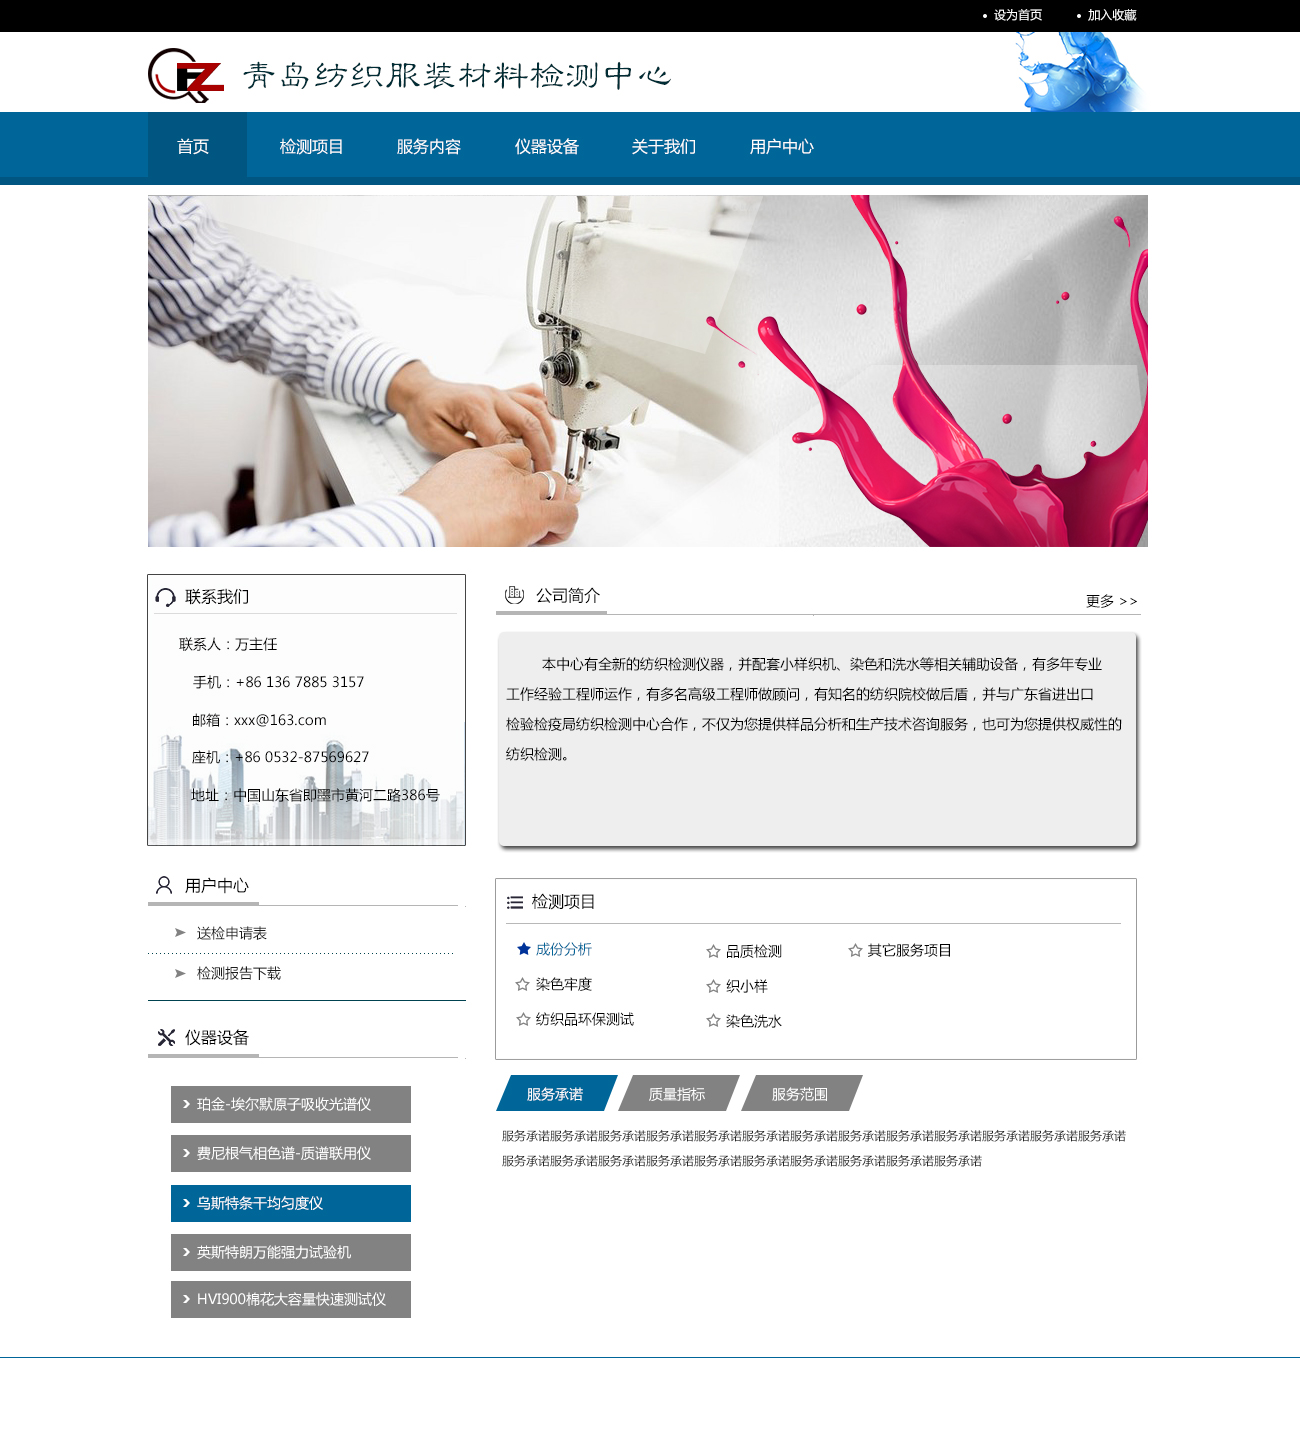 设为首页
加入收藏
青岛纺织服装材料检测中心
首页
检测项目
服务内容
仪器设备
关于我们
用户中心
联系我们
联系人：万主任
手机：+86 136 7885 3157
邮箱：xxx@163.com
座机：+86 0532-87569627
地址：中国山东省即墨市黄河二路386号
公司简介
更多 >>
本中心有全新的纺织检测仪器，并配套小样织机、染色和洗水等相关辅助设备，有多年专业
工作经验工程师运作，有多名高级工程师做顾问，有知名的纺织院校做后盾，并与广东省进出口
检验检疫局纺织检测中心合作，不仅为您提供样品分析和生产技术咨询服务，也可为您提供权威性的
纺织检测。
用户中心
送检申请表
检测报告下载
检测项目
成份分析
品质检测
其它服务项目
染色牢度
织小样
纺织品环保测试
染色洗水
仪器设备
珀金-埃尔默原子吸收光谱仪
费尼根气相色谱-质谱联用仪
乌斯特条干均匀度仪
英斯特朗万能强力试验机
HVI900棉花大容量快速测试仪
服务承诺
质量指标
服务范围
服务承诺服务承诺服务承诺服务承诺服务承诺服务承诺服务承诺服务承诺服务承诺服务承诺服务承诺服务承诺服务承诺
服务承诺服务承诺服务承诺服务承诺服务承诺服务承诺服务承诺服务承诺服务承诺服务承诺